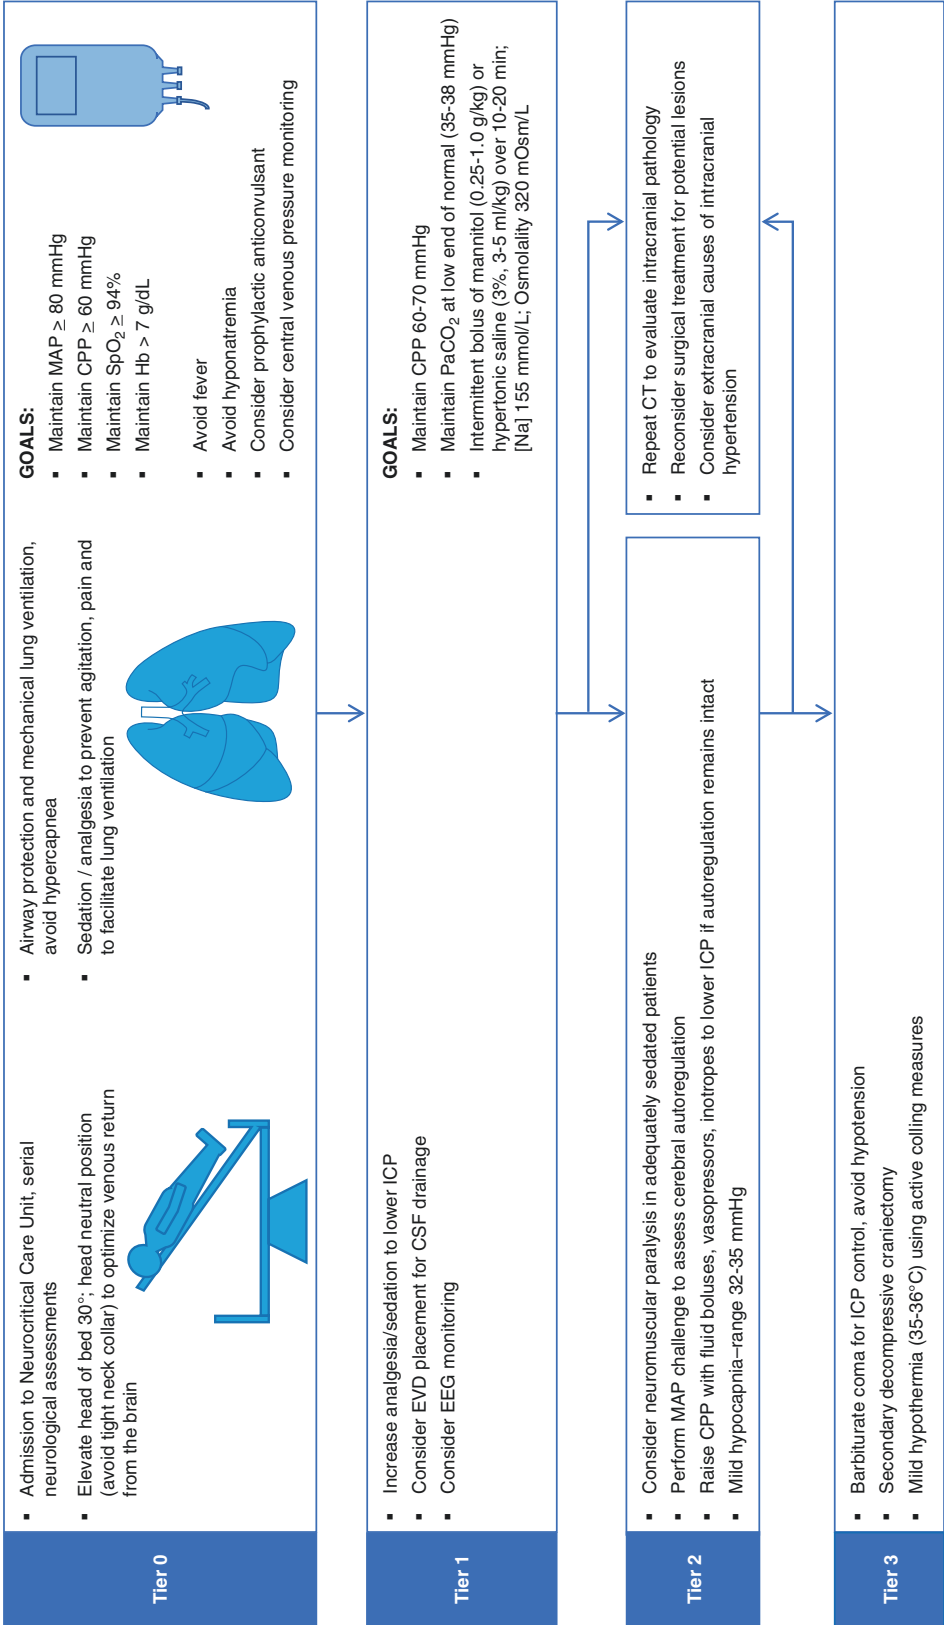 Tier 0
▪ Admission to Neurocritical Care Unit, serial
neurological assessments
▪ Elevate head of bed 30°; head neutral position
(avoid tight neck collar) to optimize venous return
from the brain
▪ Airway protection and mechanical lung ventilation,
avoid hypercapnea
▪ Sedation / analgesia to prevent agitation, pain and
to facilitate lung ventilation
GOALS:
▪ Maintain MAP ≥ 80 mmHg
▪ Maintain CPP ≥ 60 mmHg
▪ Maintain SpO₂ ≥ 94%
▪ Maintain Hb > 7 g/dL
▪ Avoid fever
▪ Avoid hyponatremia
▪ Consider prophylactic anticonvulsant
▪ Consider central venous pressure monitoring
Tier 1
▪ Increase analgesia/sedation to lower ICP
▪ Consider EVD placement for CSF drainage
▪ Consider EEG monitoring
GOALS:
▪ Maintain CPP 60-70 mmHg
▪ Maintain PaCO₂ at low end of normal (35-38 mmHg)
▪ Intermittent bolus of mannitol (0.25-1.0 g/kg) or
hypertonic saline (3%, 3-5 ml/kg) over 10-20 min;
[Na] 155 mmol/L; Osmolality 320 mOsm/L
Tier 2
▪ Consider neuromuscular paralysis in adequately sedated patients
▪ Perform MAP challenge to assess cerebral autoregulation
▪ Raise CPP with fluid boluses, vasopressors, inotropes to lower ICP if autoregulation remains intact
▪ Mild hypocapnia–range 32-35 mmHg
▪ Repeat CT to evaluate intracranial pathology
▪ Reconsider surgical treatment for potential lesions
▪ Consider extracranial causes of intracranial
hypertension
Tier 3
▪ Barbiturate coma for ICP control, avoid hypotension
▪ Secondary decompressive craniectomy
▪ Mild hypothermia (35-36°C) using active colling measures